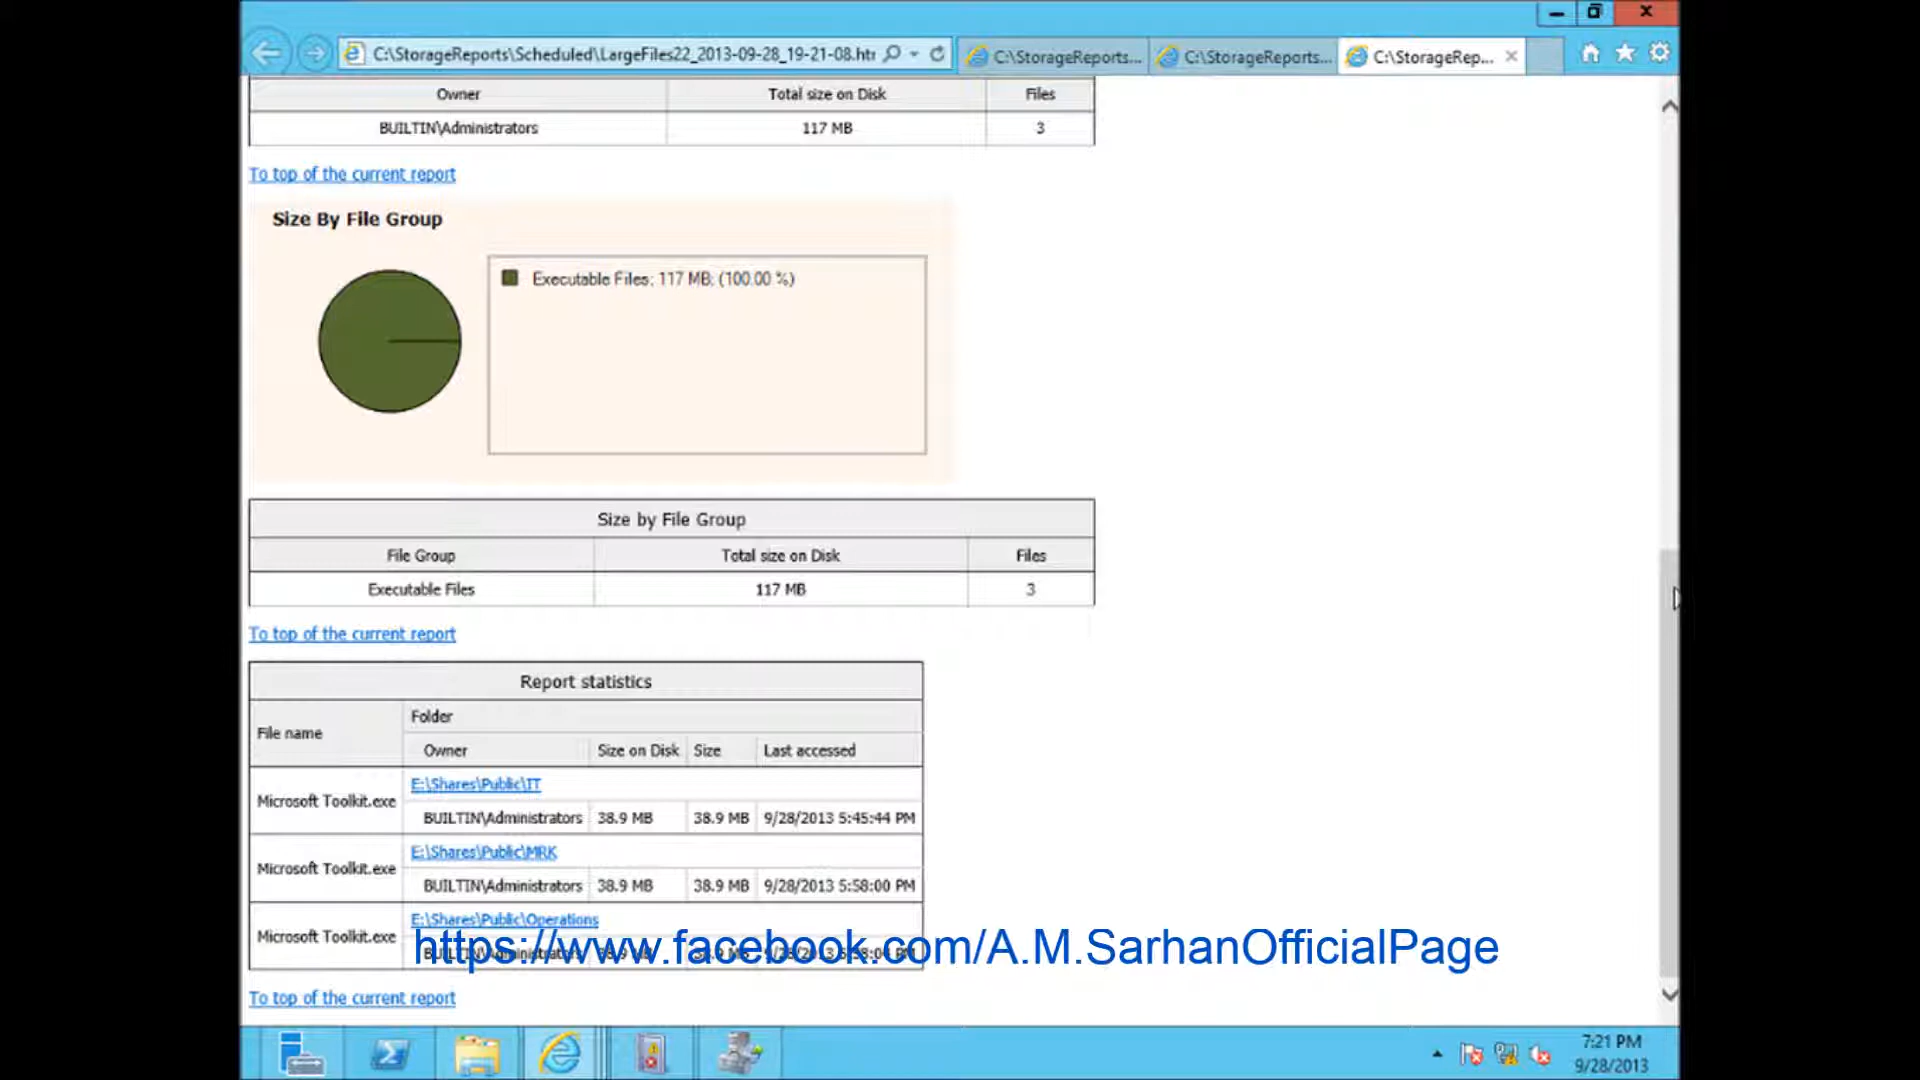 C:\StorageReports\Scheduled\LargeFiles22_2013-09-28_19-21-08.htr
C:\StorageReports...
C:\StorageReports...
C:\StorageRep...
Owner Total size on Disk Files
BUILTIN\Administrators 117 MB 3
To top of the current report
Size By File Group
Executable Files; 117 MB; (100.00 %)
Size by File Group
File Group Total size on Disk Files
Executable Files 117 MB 3
To top of the current report
Report statistics
File name
Folder
Owner Size on Disk Size Last accessed
Microsoft Toolkit.exe
E:\Shares\Public\IT
BUILTIN\Administrators 38.9 MB 38.9 MB 9/28/2013 5:45:44 PM
Microsoft Toolkit.exe
E:\Shares\Public\MRK
BUILTIN\Administrators 38.9 MB 38.9 MB 9/28/2013 5:58:00 PM
Microsoft Toolkit.exe
E:\Shares\Public\Operations
BUILTIN\Administrators 38.9 MB
https://www.facebook.com/A.M.SarhanOfficialPage
To top of the current report
7:21 PM
9/28/2013